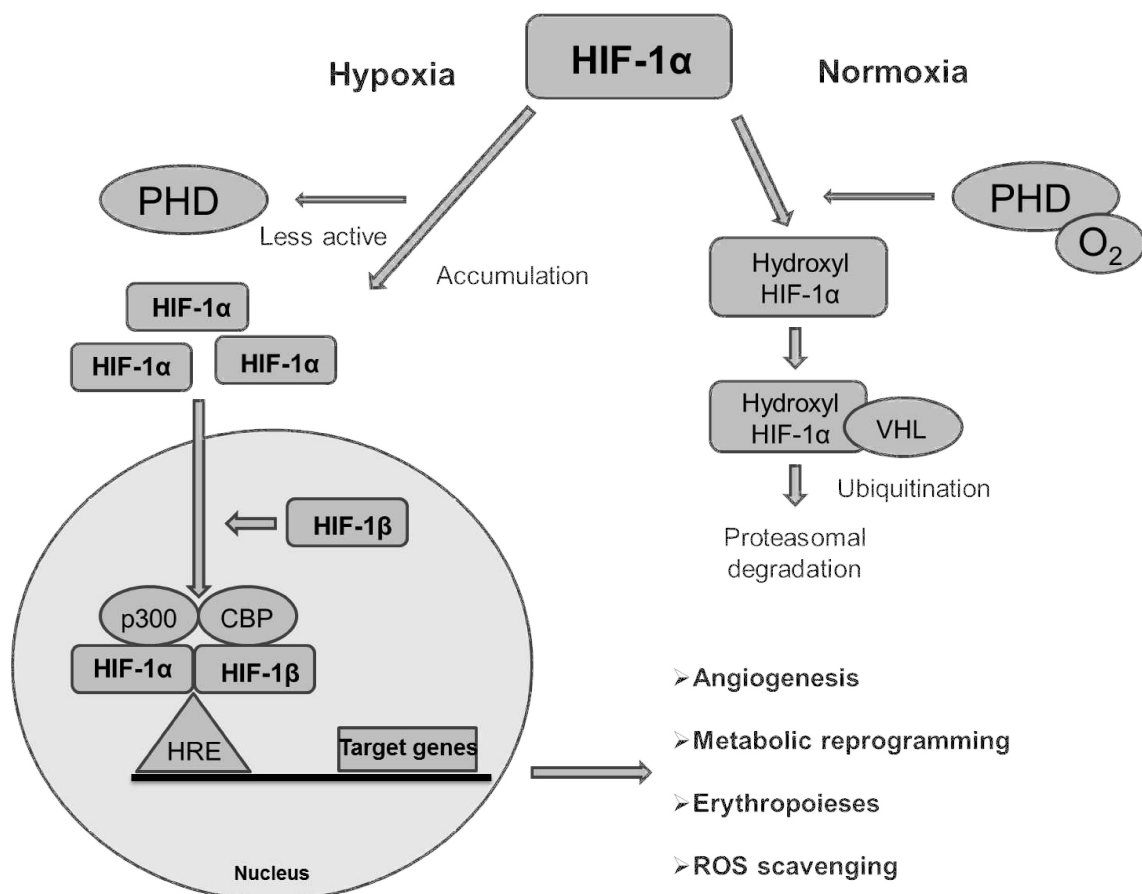 HIF-1α
Hypoxia
Normoxia
PHD
Less active
Accumulation
PHD
O2
Hydroxyl
HIF-1α
HIF-1α
HIF-1α
HIF-1α
Hydroxyl
HIF-1α
VHL
Ubiquitination
Proteasomal
degradation
HIF-1β
p300
CBP
HIF-1α
HIF-1β
HRE
Target genes
Nucleus
➢Angiogenesis
➢Metabolic reprogramming
➢Erythropoieses
➢ROS scavenging